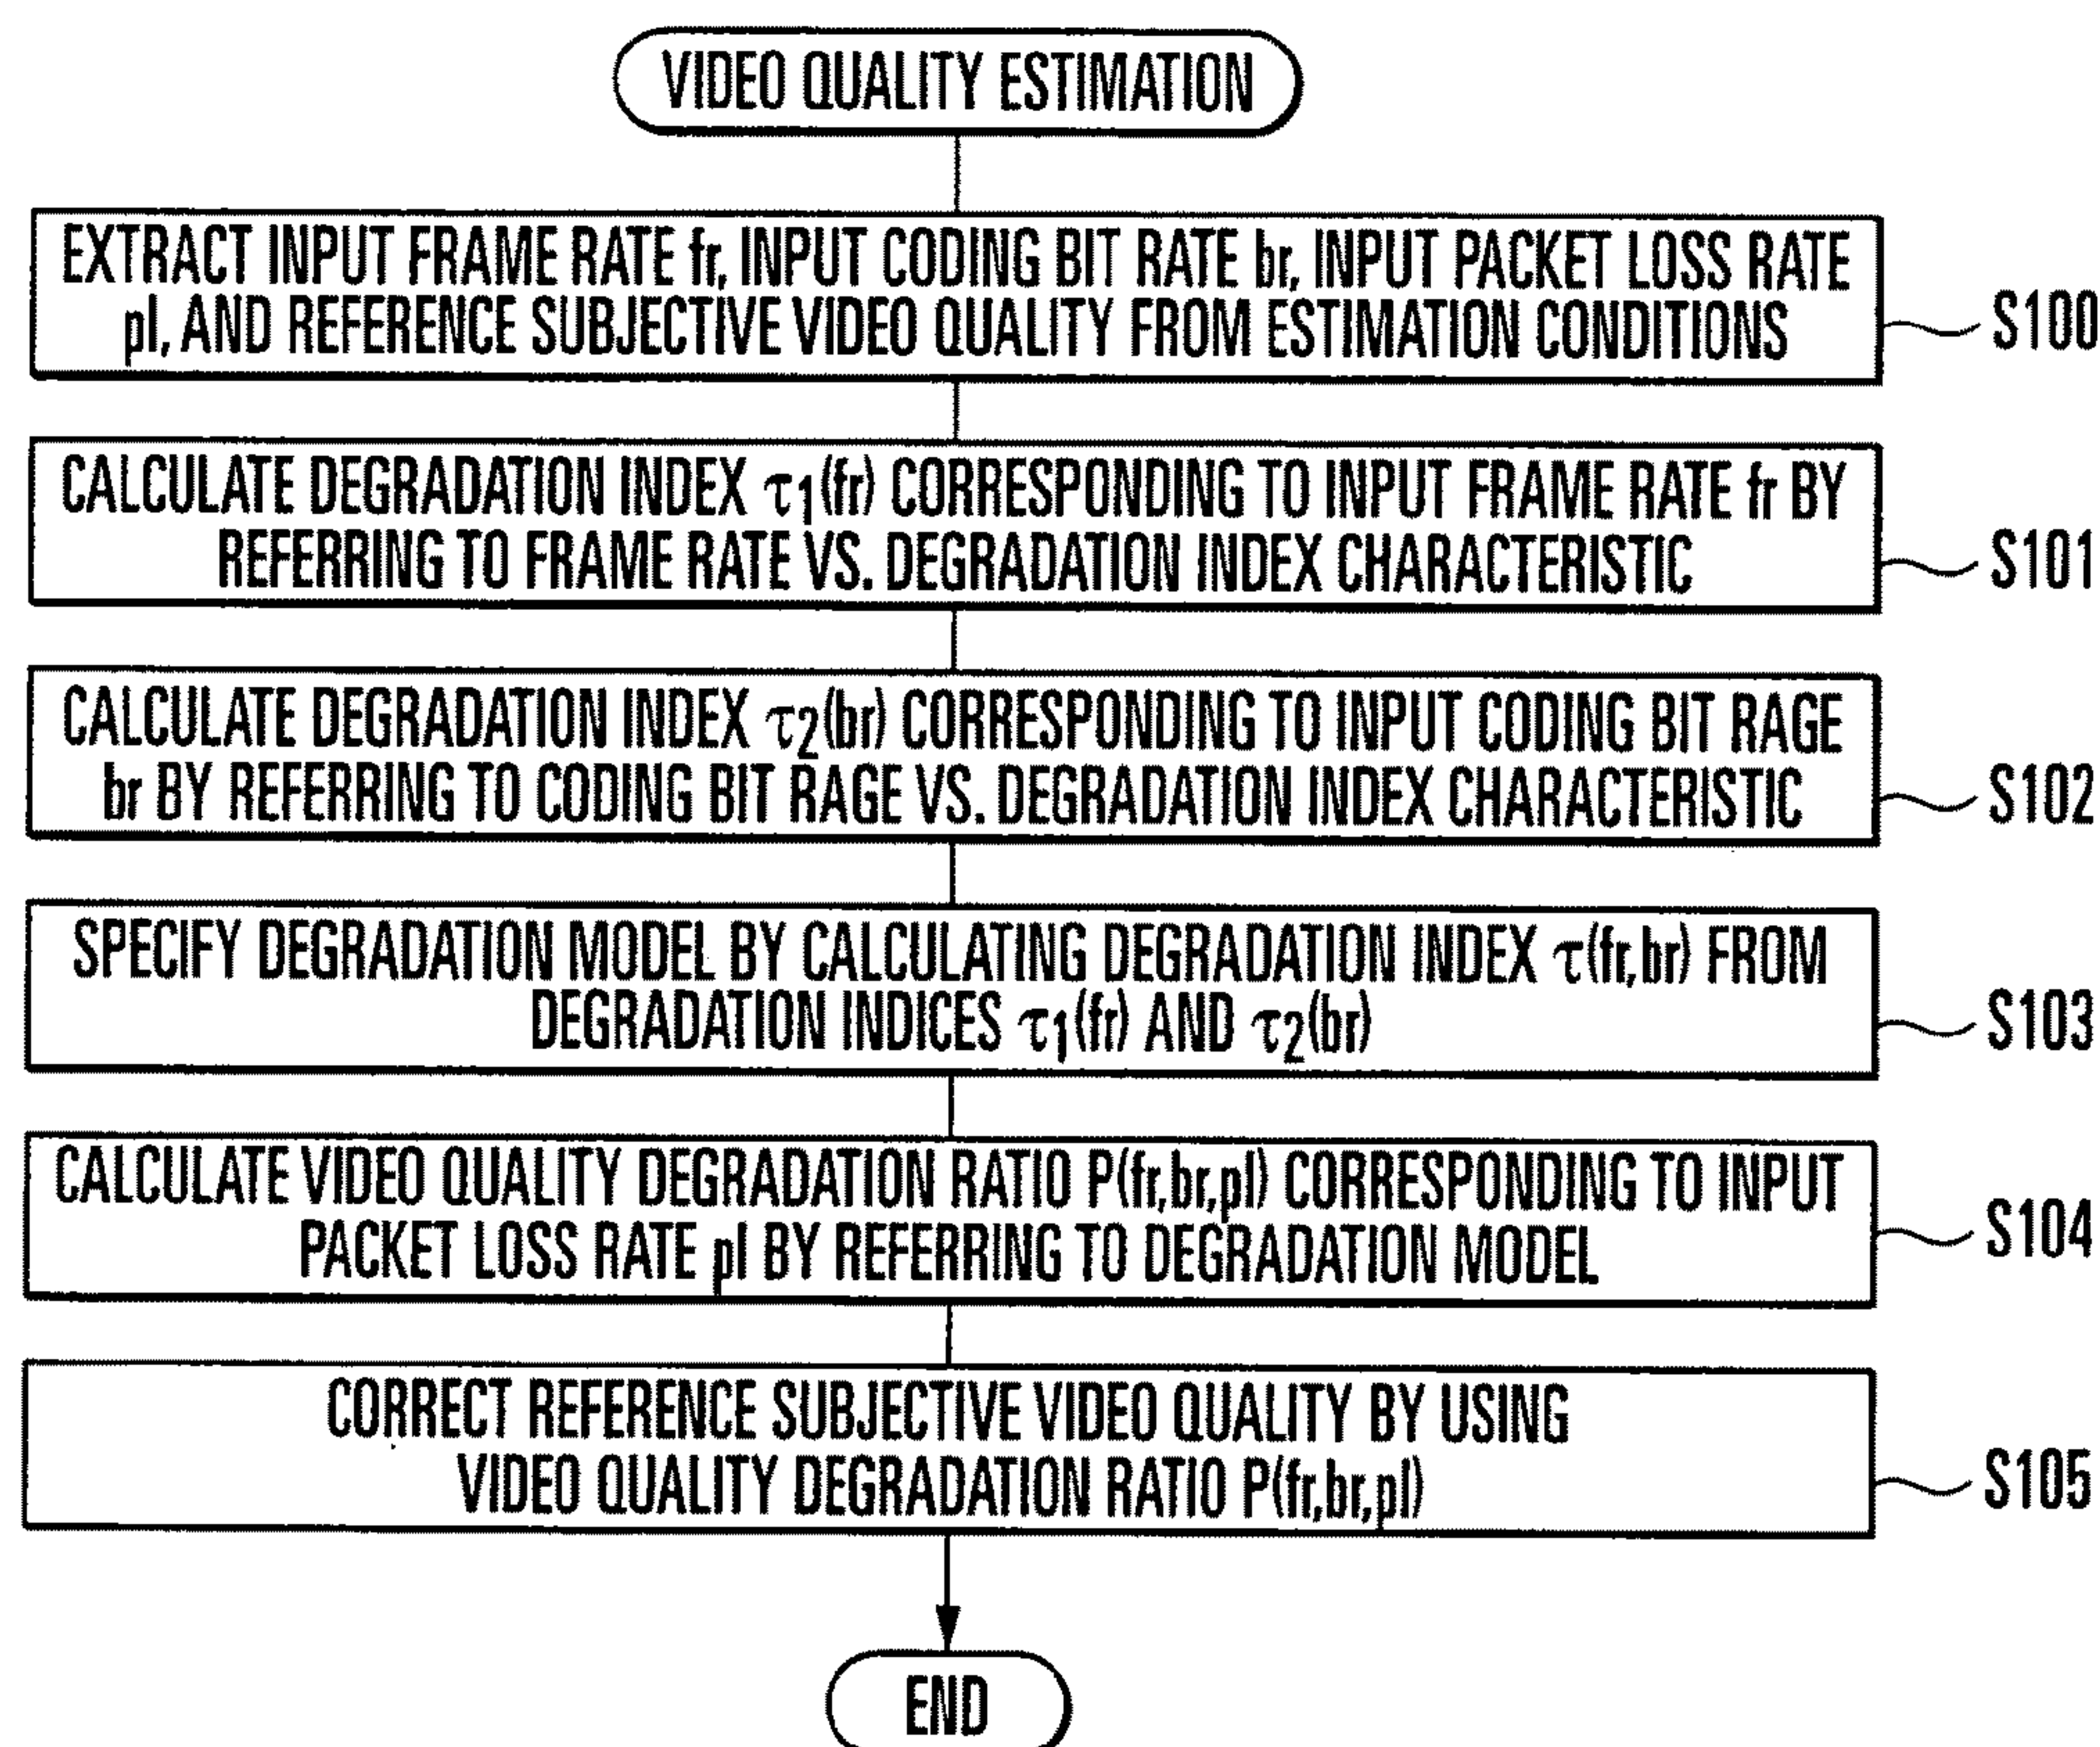 VIDEO QUALITY ESTIMATION
EXTRACT INPUT FRAME RATE fr, INPUT CODING BIT RATE br, INPUT PACKET LOSS RATE
pl, AND REFERENCE SUBJECTIVE VIDEO QUALITY FROM ESTIMATION CONDITIONS
S100
CALCULATE DEGRADATION INDEX τ1(fr) CORRESPONDING TO INPUT FRAME RATE fr BY
REFERRING TO FRAME RATE VS. DEGRADATION INDEX CHARACTERISTIC
S101
CALCULATE DEGRADATION INDEX τ2(br) CORRESPONDING TO INPUT CODING BIT RAGE
br BY REFERRING TO CODING BIT RAGE VS. DEGRADATION INDEX CHARACTERISTIC
S102
SPECIFY DEGRADATION MODEL BY CALCULATING DEGRADATION INDEX τ(fr,br) FROM
DEGRADATION INDICES τ1(fr) AND τ2(br)
S103
CALCULATE VIDEO QUALITY DEGRADATION RATIO P(fr,br,pl) CORRESPONDING TO INPUT
PACKET LOSS RATE pl BY REFERRING TO DEGRADATION MODEL
S104
CORRECT REFERENCE SUBJECTIVE VIDEO QUALITY BY USING
VIDEO QUALITY DEGRADATION RATIO P(fr,br,pl)
S105
END